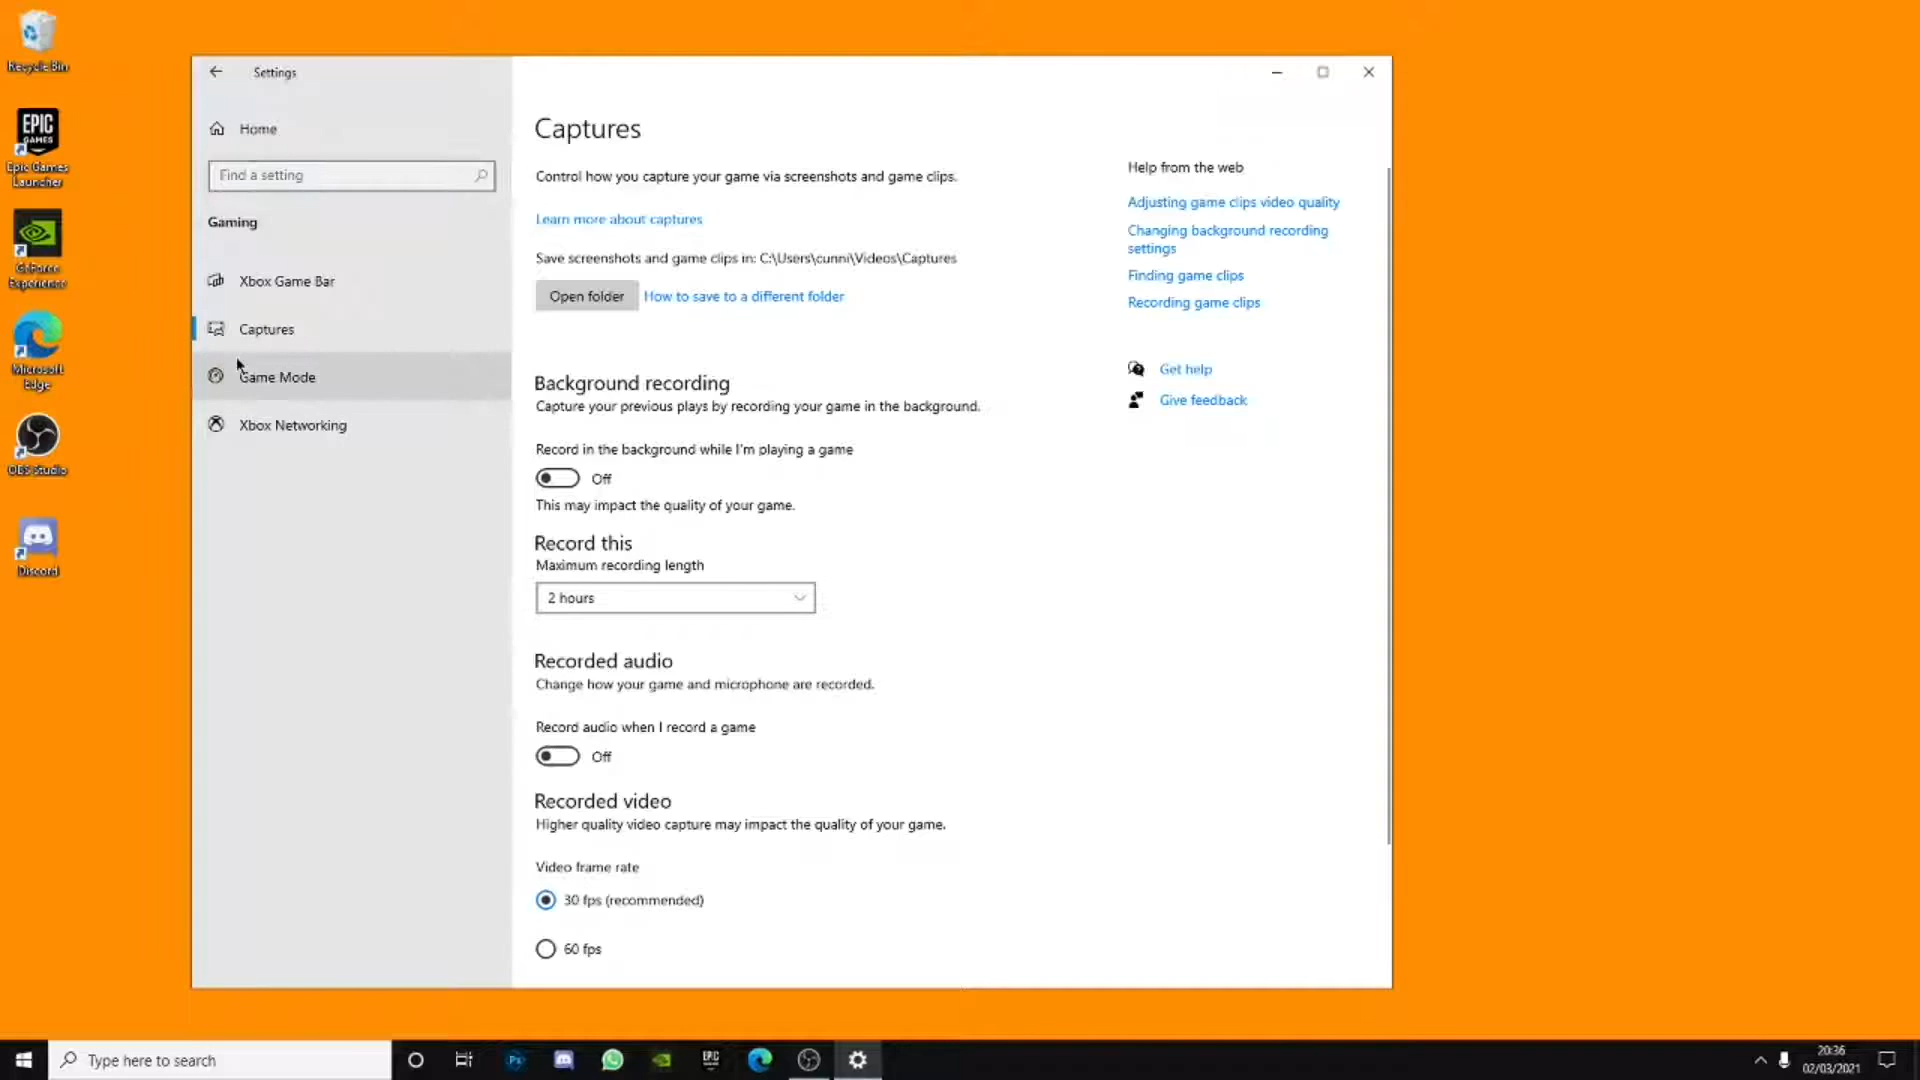 Recycle Bin
EPIC
GAMES
Epic Games
Launcher
GeForce
Experience
Microsoft
Edge
OBS Studio
Discord
Settings
Home
Find a setting
Gaming
Xbox Game Bar
Captures
Game Mode
Xbox Networking
Captures
Control how you capture your game via screenshots and game clips.
Learn more about captures
Save screenshots and game clips in: C:\Users\cunni\Videos\Captures
Open folder
How to save to a different folder
Background recording
Capture your previous plays by recording your game in the background.
Record in the background while I'm playing a game
Off
This may impact the quality of your game.
Record this
Maximum recording length
2 hours
Recorded audio
Change how your game and microphone are recorded.
Record audio when I record a game
Off
Recorded video
Higher quality video capture may impact the quality of your game.
Video frame rate
30 fps (recommended)
60 fps
Help from the web
Adjusting game clips video quality
Changing background recording
settings
Finding game clips
Recording game clips
Get help
Give feedback
Type here to search
Ps
EPIC
20:36
02/03/2021